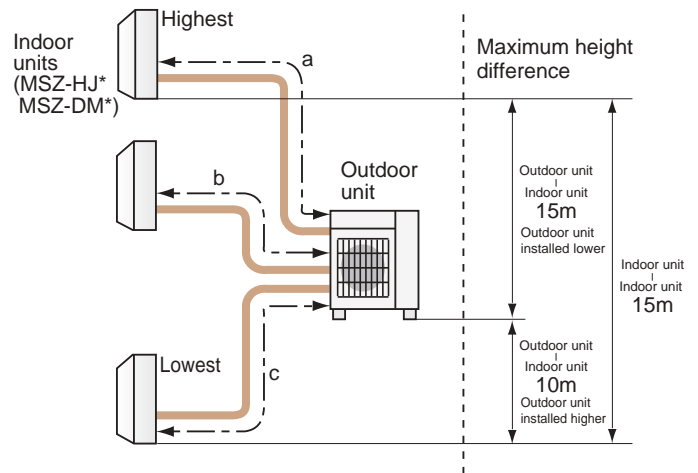 Highest
Indoor
units
(MSZ-HJ*
MSZ-DM*)
a
b
Outdoor
unit
Lowest
c
Maximum height
difference
Outdoor unit
Indoor unit
15m
Outdoor unit
installed lower
Indoor unit
Indoor unit
15m
Outdoor unit
Indoor unit
10m
Outdoor unit
installed higher